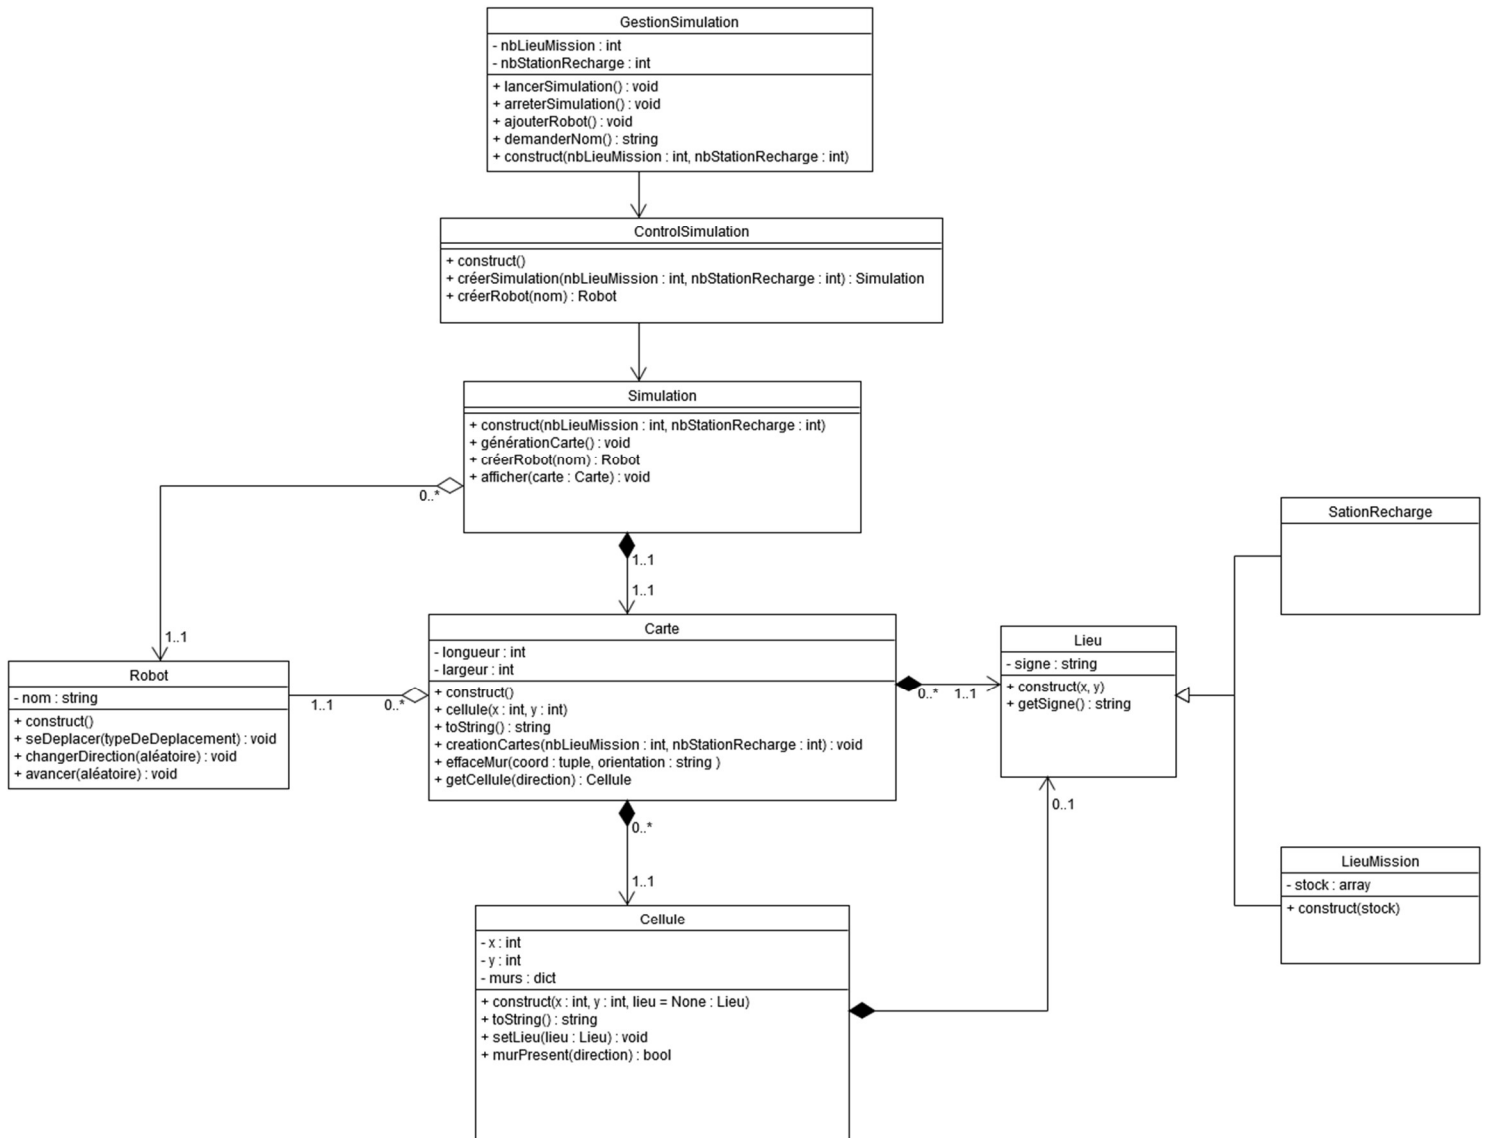 GestionSimulation
- nbLieuMission : int
- nbStationRecharge : int
+ lancerSimulation() : void
+ arreterSimulation() : void
+ ajouterRobot() : void
+ demanderNom() : string
+ construct(nbLieuMission : int, nbStationRecharge : int)
ControlSimulation
+ construct()
+ créerSimulation(nbLieuMission : int, nbStationRecharge : int) : Simulation
+ créerRobot(nom) : Robot
Simulation
+ construct(nbLieuMission : int, nbStationRecharge : int)
+ générationCarte() : void
+ créerRobot(nom) : Robot
+ afficher(carte : Carte) : void
0..*
1..1
1..1
1..1
Robot
- nom : string
+ construct()
+ seDeplacer(typeDeDeplacement) : void
+ changerDirection(aléatoire) : void
+ avancer(aléatoire) : void
1..1
0..*
Carte
- longueur : int
- largeur : int
+ construct()
+ cellule(x : int, y : int)
+ toString() : string
+ creationCartes(nbLieuMission : int, nbStationRecharge : int) : void
+ effaceMur(coord : tuple, orientation : string )
+ getCellule(direction) : Cellule
0..*
1..1
Lieu
- signe : string
+ construct(x, y)
+ getSigne() : string
SationRecharge
LieuMission
- stock : array
+ construct(stock)
0..1
0..*
1..1
Cellule
- x : int
- y : int
- murs : dict
+ construct(x : int, y : int, lieu = None : Lieu)
+ toString() : string
+ setLieu(lieu : Lieu) : void
+ murPresent(direction) : bool